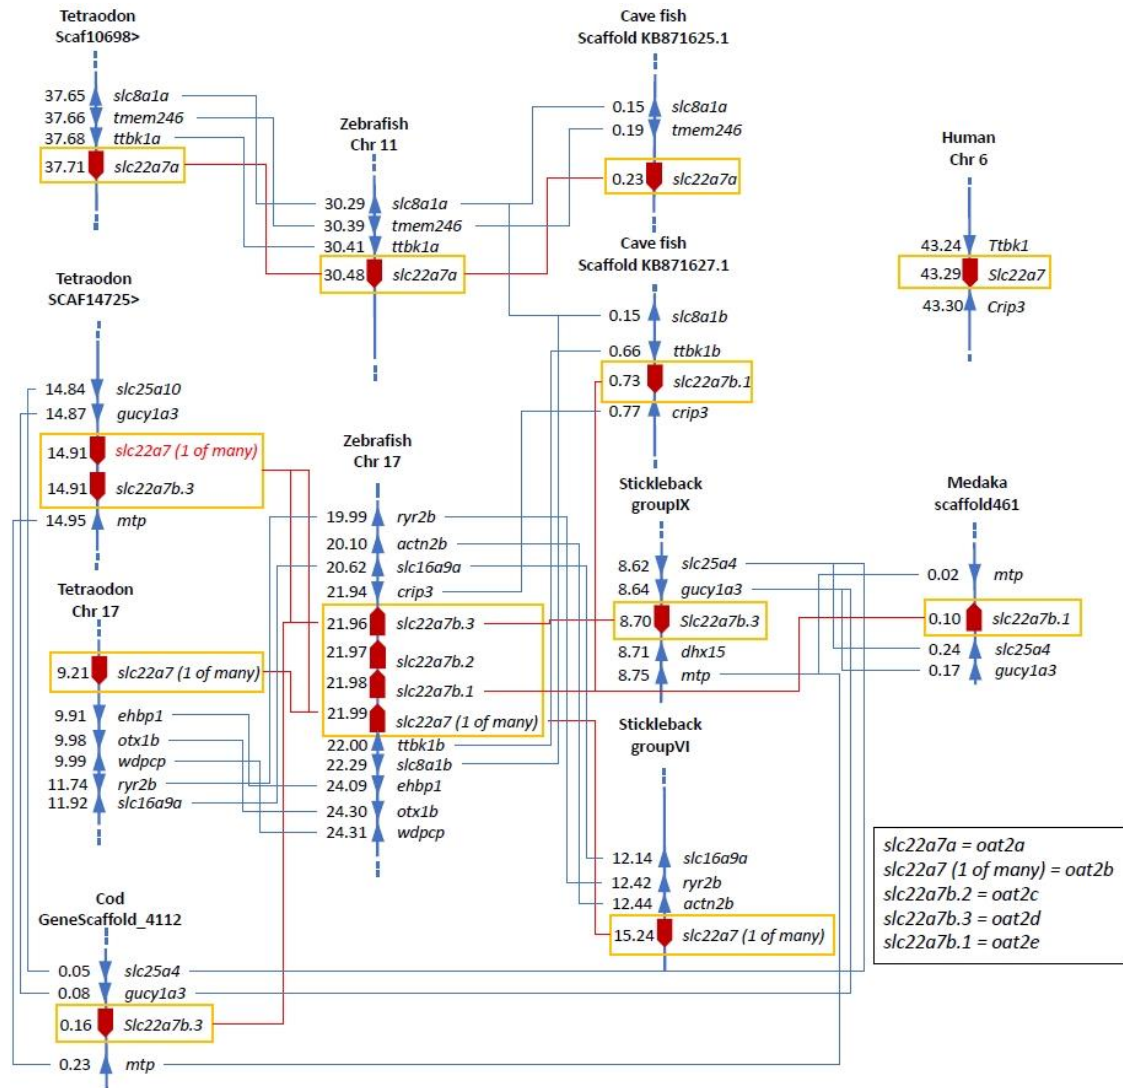 Tetraodon
Scaf10698>
37.65 slc8a1a
37.66 tmem246
37.68 ttbk1a
37.71 slc22a7a
Zebrafish
Chr 11
30.29 slc8a1a
30.39 tmem246
30.41 ttbk1a
30.48 slc22a7a
Cave fish
Scaffold KB871625.1
0.15 slc8a1a
0.19 tmem246
0.23 slc22a7a
Human
Chr 6
43.24 Ttbk1
43.29 Slc22a7
43.30 Crip3
Cave fish
Scaffold KB871627.1
0.15 slc8a1b
0.66 ttbk1b
0.73 slc22a7b.1
0.77 crip3
Tetraodon
SCAF14725>
14.84 slc25a10
14.87 gucy1a3
14.91 slc22a7 (1 of many)
14.91 slc22a7b.3
14.95 mtp
Zebrafish
Chr 17
19.99 ryr2b
20.10 actn2b
20.62 slc16a9a
21.94 crip3
21.96 slc22a7b.3
21.97 slc22a7b.2
21.98 slc22a7b.1
21.99 slc22a7 (1 of many)
22.00 ttbk1b
22.29 slc8a1b
24.09 ehbp1
24.30 otx1b
24.31 wdpcp
Stickleback
groupIX
8.62 slc25a4
8.64 gucy1a3
8.70 Slc22a7b.3
8.71 dhx15
8.75 mtp
Medaka
scaffold461
0.02 mtp
0.10 slc22a7b.1
0.24 slc25a4
0.17 gucy1a3
Tetraodon
Chr 17
9.21 slc22a7 (1 of many)
9.91 ehbp1
9.98 otx1b
9.99 wdpcp
11.74 ryr2b
11.92 slc16a9a
Stickleback
groupVI
12.14 slc16a9a
12.42 ryr2b
12.44 actn2b
15.24 slc22a7 (1 of many)
Cod
GeneScaffold_4112
0.05 slc25a4
0.08 gucy1a3
0.16 Slc22a7b.3
0.23 mtp
slc22a7a = oat2a
slc22a7 (1 of many) = oat2b
slc22a7b.2 = oat2c
slc22a7b.3 = oat2d
slc22a7b.1 = oat2e